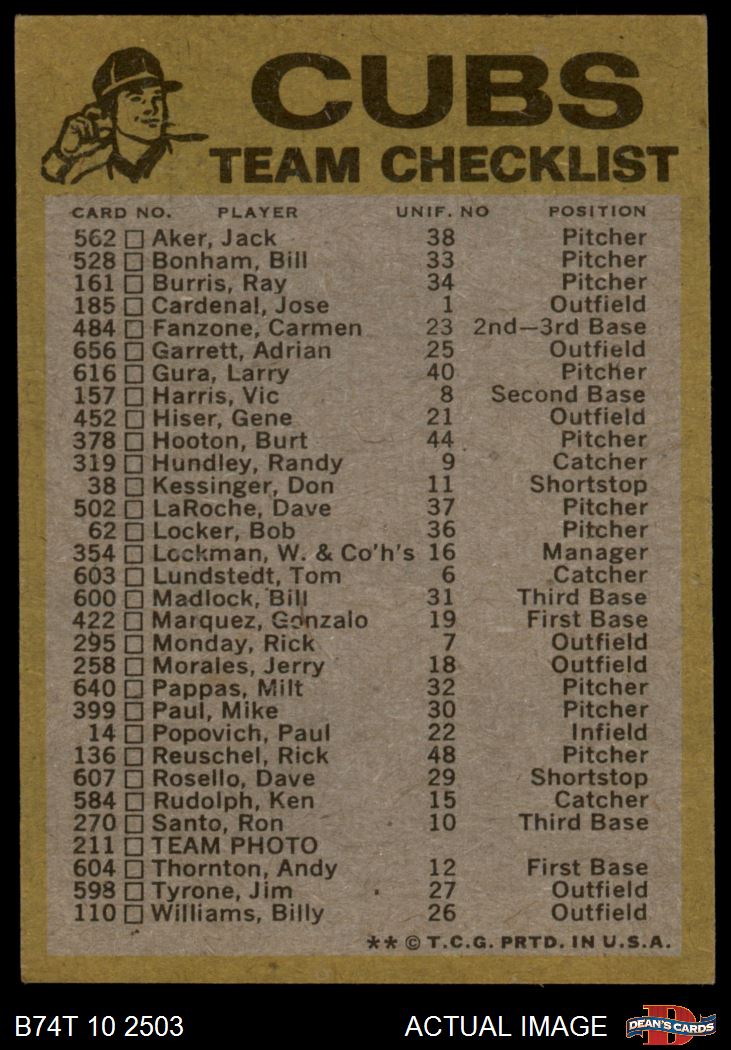 CUBS
TEAM CHECKLIST
CARD NO. PLAYER UNIF. NO POSITION
562 Aker, Jack 38 Pitcher
528 Bonham, Bill 33 Pitcher
161 Burris, Ray 34 Pitcher
185 Cardenal, Jose 1 Outfield
484 Fanzone, Carmen 23 2nd—3rd Base
656 Garrett, Adrian 25 Outfield
616 Gura, Larry 40 Pitcher
157 Harris, Vic 8 Second Base
452 Hiser, Gene 21 Outfield
378 Hooton, Burt 44 Pitcher
319 Hundley, Randy 9 Catcher
38 Kessinger, Don 11 Shortstop
502 LaRoche, Dave 37 Pitcher
62 Locker, Bob 36 Pitcher
354 Lockman, W. & Co'h's 16 Manager
603 Lundstedt, Tom 6 Catcher
600 Madlock, Bill 31 Third Base
422 Marquez, Gonzalo 19 First Base
295 Monday, Rick 7 Outfield
258 Morales, Jerry 18 Outfield
640 Pappas, Milt 32 Pitcher
399 Paul, Mike 30 Pitcher
14 Popovich, Paul 22 Infield
136 Reuschel, Rick 48 Pitcher
607 Rosello, Dave 29 Shortstop
584 Rudolph, Ken 15 Catcher
270 Santo, Ron 10 Third Base
211 TEAM PHOTO
604 Thornton, Andy 12 First Base
598 Tyrone, Jim 27 Outfield
110 Williams, Billy 26 Outfield
** © T.C.G. PRTD. IN U.S.A.
B74T 10 2503 ACTUAL IMAGE DEAN'S CARDS